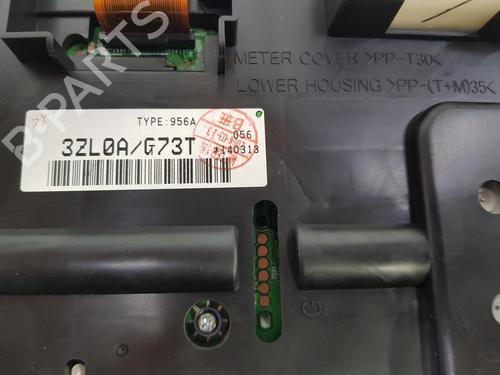 METER COVER >PP-T30<
LOWER HOUSING >PP-(T+M)35<
TYPE:956A
056
3ZL0A/G73T
*140313
B-PARTS